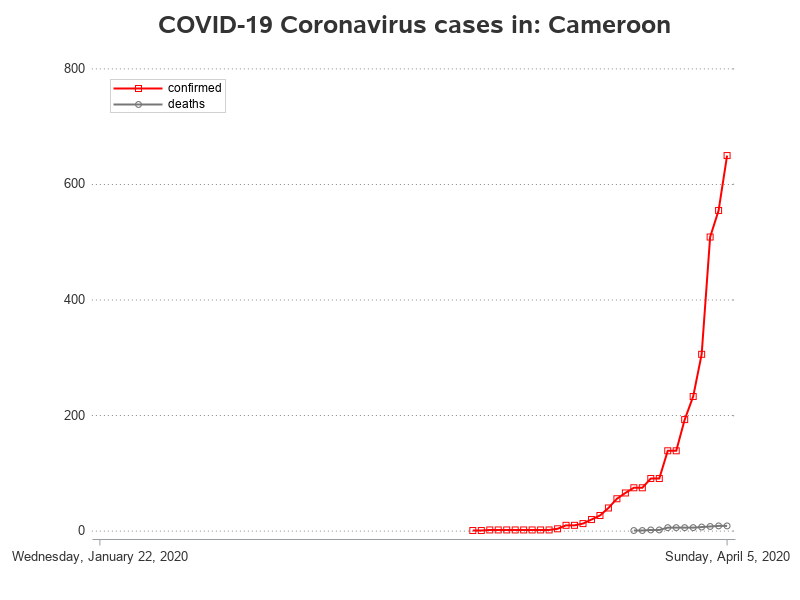 COVID-19 Coronavirus cases in: Cameroon
800
confirmed
deaths
600
400
200
0
Wednesday, January 22, 2020
Sunday, April 5, 2020